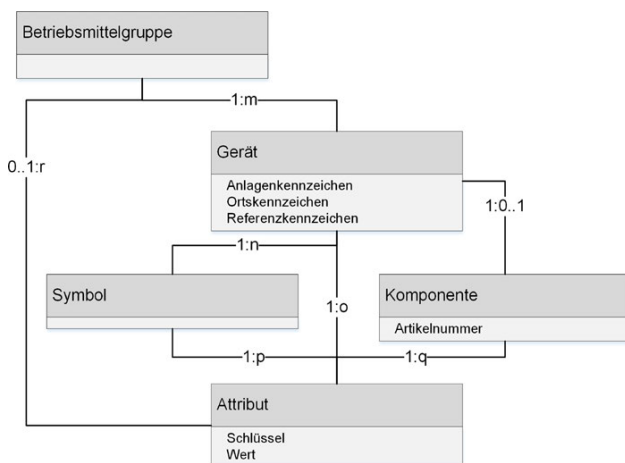 Betriebsmittelgruppe
1:m
0..1:r
Gerät
Anlagenkennzeichen
Ortskennzeichen
Referenzkennzeichen
1:0..1
1:n
Symbol
1:o
Komponente
Artikelnummer
1:p
1:q
Attribut
Schlüssel
Wert